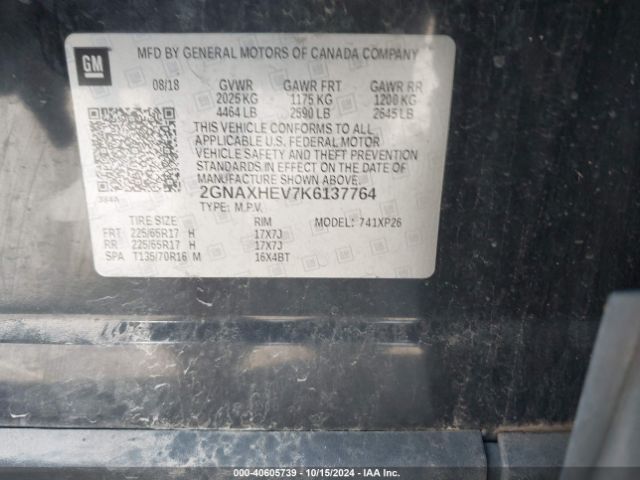 GM
MFD BY GENERAL MOTORS OF CANADA COMPANY
08/18 GVWR GAWR FRT GAWR RR
2025 KG 1175 KG 1200 KG
4464 LB 2590 LB 2645 LB
THIS VEHICLE CONFORMS TO ALL
APPLICABLE U.S. FEDERAL MOTOR
VEHICLE SAFETY AND THEFT PREVENTION
STANDARDS IN EFFECT ON THE DATE OF
MANUFACTURE SHOWN ABOVE.
2GNAXHEV7K6137764
TYPE: M.P.V.
TIRE SIZE RIM MODEL: 741XP26
FRT 225/65R17 H 17X7J
RR 225/65R17 H 17X7J
SPA T135/70R16 M 16X4BT
000-40605739 - 10/15/2024 - IAA Inc.